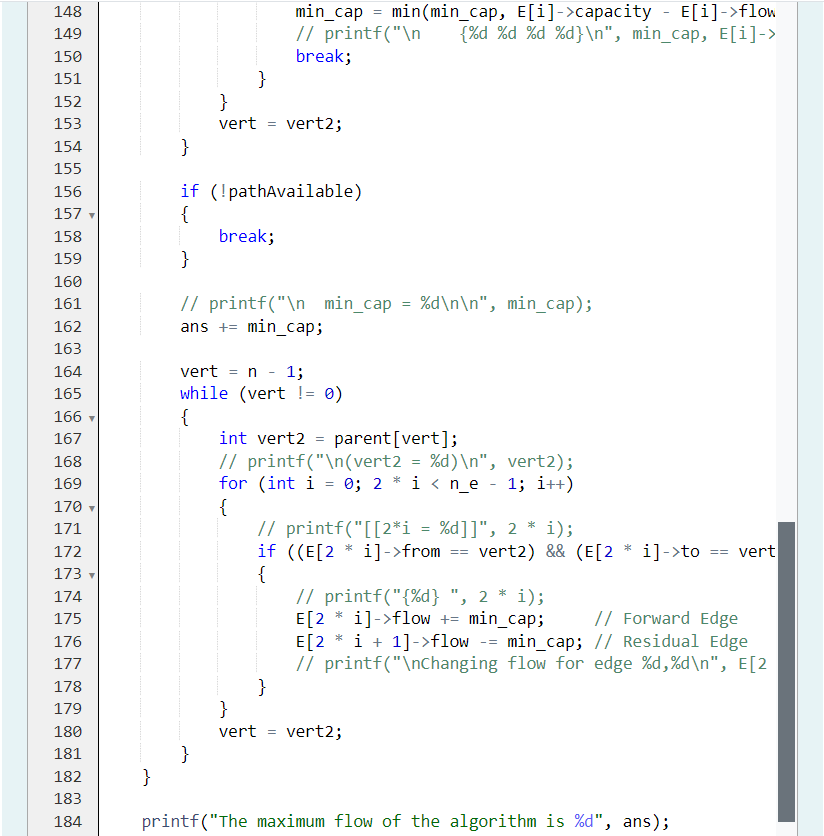 148 min_cap = min(min_cap, E[i]->capacity - E[i]->flow
149 // printf("\n    {%d %d %d %d}\n", min_cap, E[i]->
150 break;
151 }
152 }
153 vert = vert2;
154 }
155
156 if (!pathAvailable)
157 {
158 break;
159 }
160
161 // printf("\n  min_cap = %d\n\n", min_cap);
162 ans += min_cap;
163
164 vert = n - 1;
165 while (vert != 0)
166 {
167 int vert2 = parent[vert];
168 // printf("\n(vert2 = %d)\n", vert2);
169 for (int i = 0; 2 * i < n_e - 1; i++)
170 {
171 // printf("[[2*i = %d]]", 2 * i);
172 if ((E[2 * i]->from == vert2) && (E[2 * i]->to == vert
173 {
174 // printf("{%d} ", 2 * i);
175 E[2 * i]->flow += min_cap;     // Forward Edge
176 E[2 * i + 1]->flow -= min_cap; // Residual Edge
177 // printf("\nChanging flow for edge %d,%d\n", E[2
178 }
179 }
180 vert = vert2;
181 }
182 }
183
184 printf("The maximum flow of the algorithm is %d", ans);